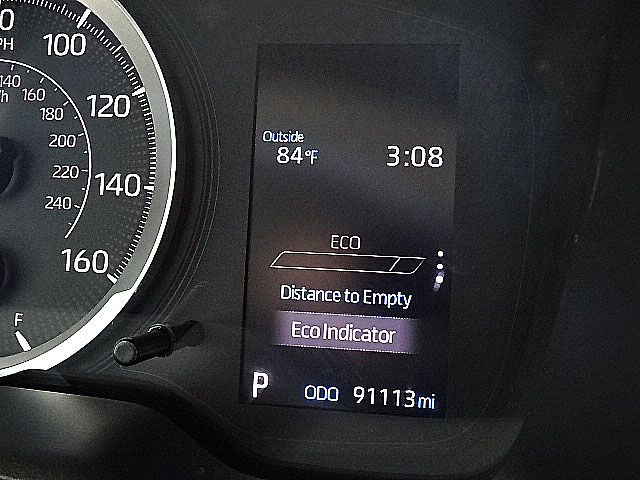 100
120
140
160
140
160
180
200
220
240
F
Outside
84°F 3:08
ECO
Distance to Empty
Eco Indicator
P ODO 91113 mi